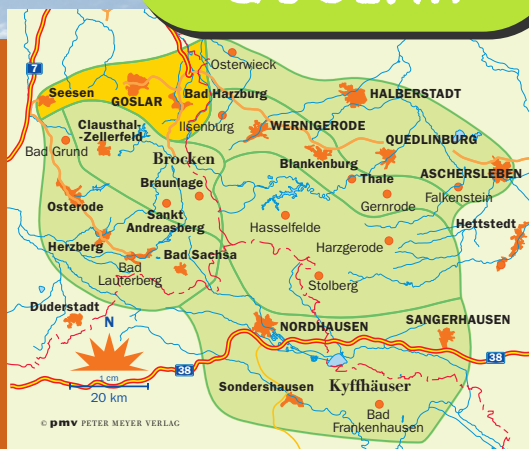 7
Osterwieck
Seesen
GOSLAR
Bad Harzburg
HALBERSTADT
Clausthal-
-Zellerfeld
Ilsenburg
WERNIGERODE
QUEDLINBURG
Bad Grund
Brocken
Blankenburg
ASCHERSLEBEN
Braunlage
Thale
Osterode
Sankt
Andreasberg
Gernrode
Falkenstein
Hasselfelde
Hettstedt
Herzberg
Bad Sachsa
Harzgerode
Bad
Lauterberg
Stolberg
Duderstadt
N
NORDHAUSEN
SANGERHAUSEN
38
38
1 cm
20 km
Sondershausen
Kyffhäuser
Bad
Frankenhausen
© pmv PETER MEYER VERLAG